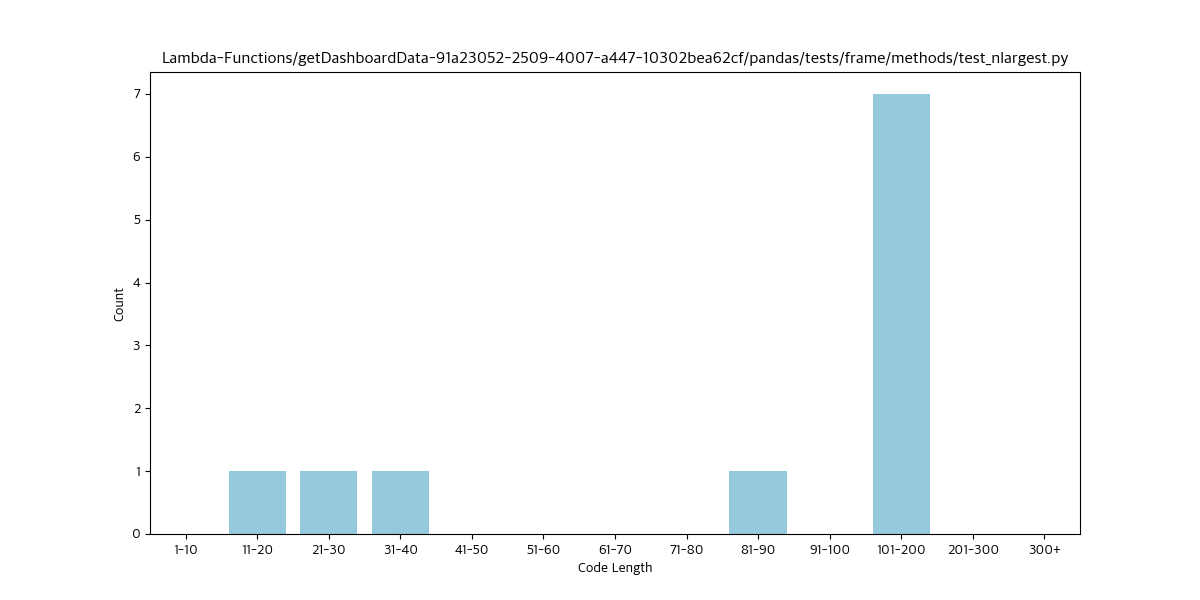 Lambda-Functions/getDashboardData-91a23052-2509-4007-a447-10302bea62cf/pandas/tests/frame/methods/test_nlargest.py
7
6
5
4
3
2
1
0
Count
1-10 11-20 21-30 31-40 41-50 51-60 61-70 71-80 81-90 91-100 101-200 201-300 300+
Code Length